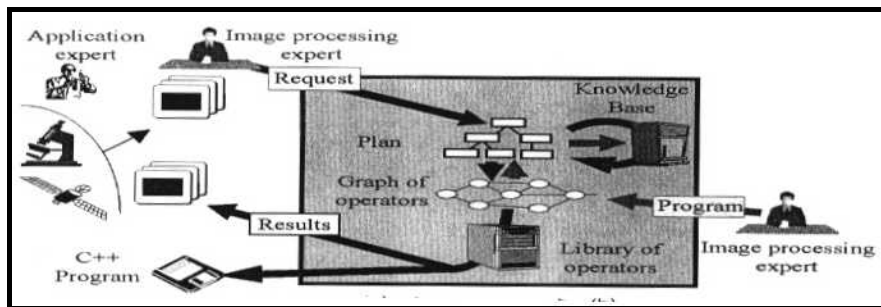 Application
expert
Image processing
expert
Request
Knowledge
Base
Plan
Graph of
operators
Program
Results
Library of
operators
Image processing
expert
C++
Program